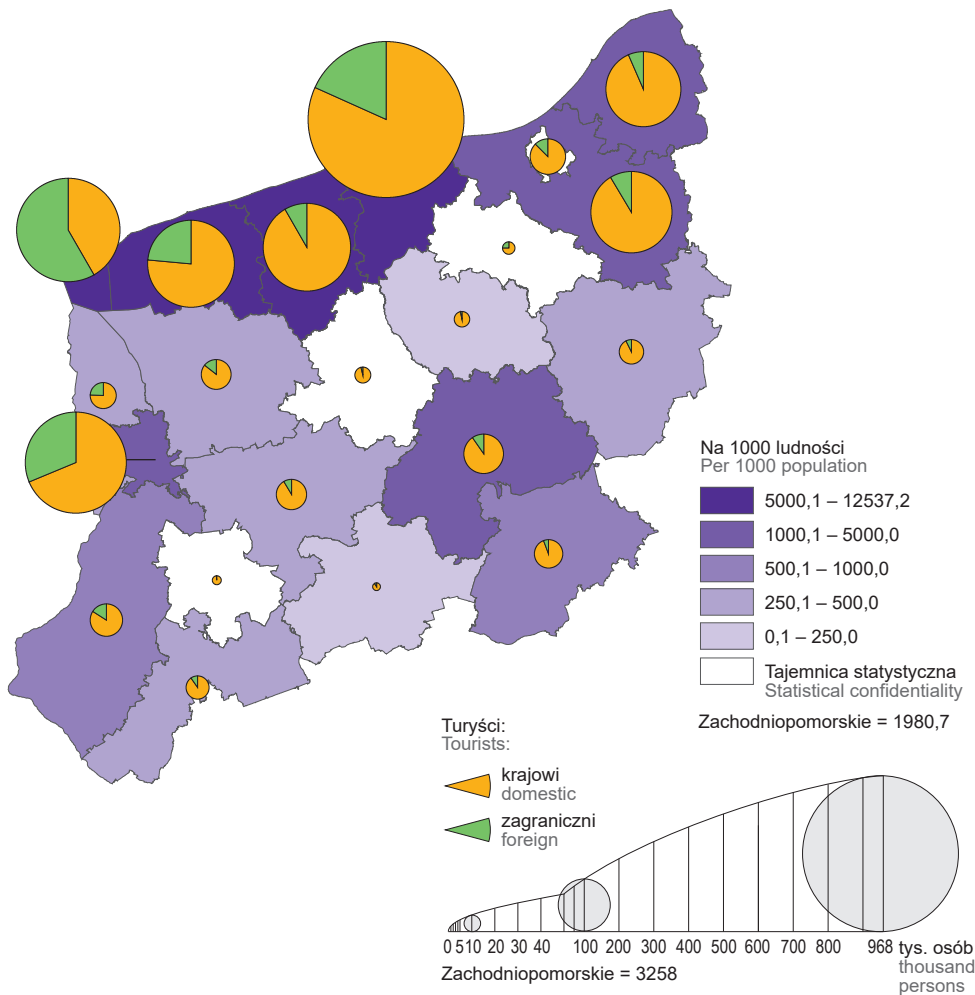 Na 1000 ludności
Per 1000 population
5000,1 – 12537,2
1000,1 – 5000,0
500,1 – 1000,0
250,1 – 500,0
0,1 – 250,0
Tajemnica statystyczna
Statistical confidentiality
Zachodniopomorskie = 1980,7
Turyści:
Tourists:
krajowi
domestic
zagraniczni
foreign
0 5 10 20 30 40 100 200 300 400 500 600 700 800 968 tys. osób
thousand
persons
Zachodniopomorskie = 3258